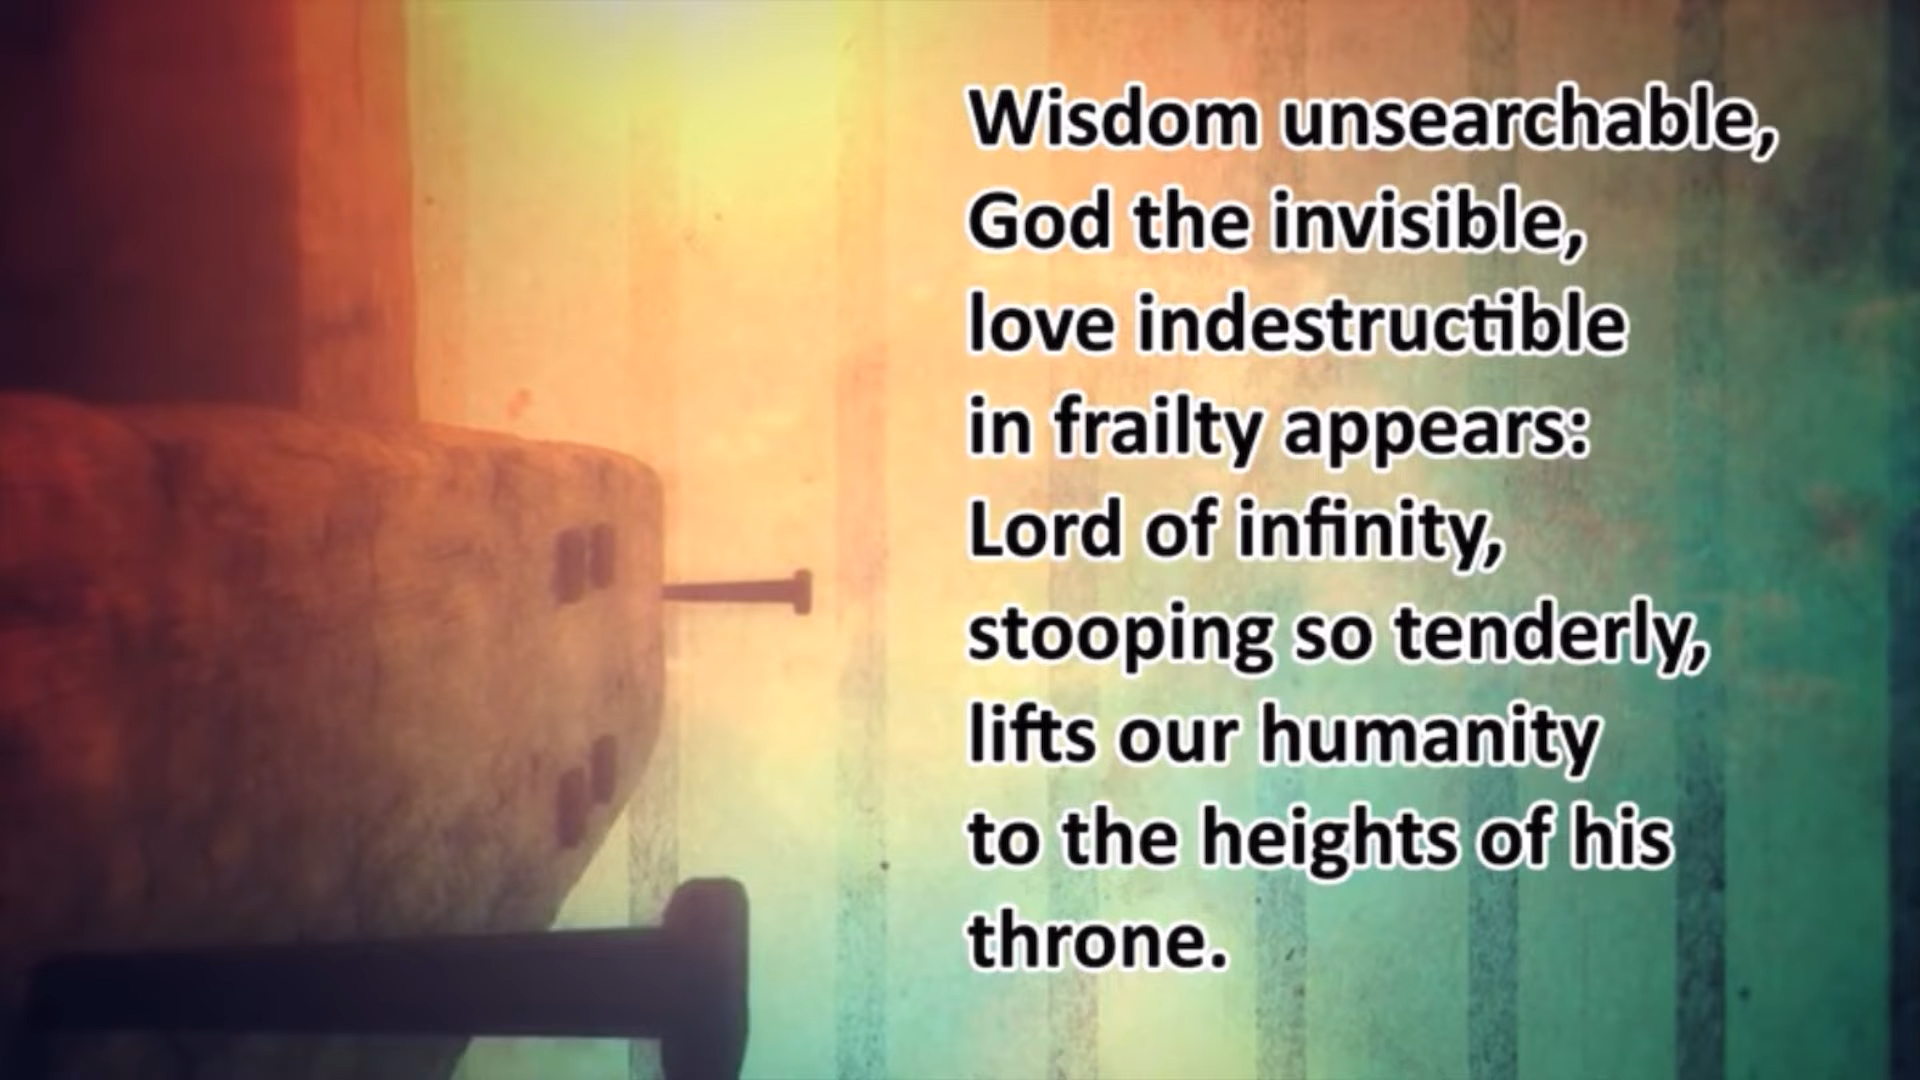 Wisdom unsearchable,
God the invisible,
love indestructible
in frailty appears:
Lord of infinity,
stooping so tenderly,
lifts our humanity
to the heights of his
throne.